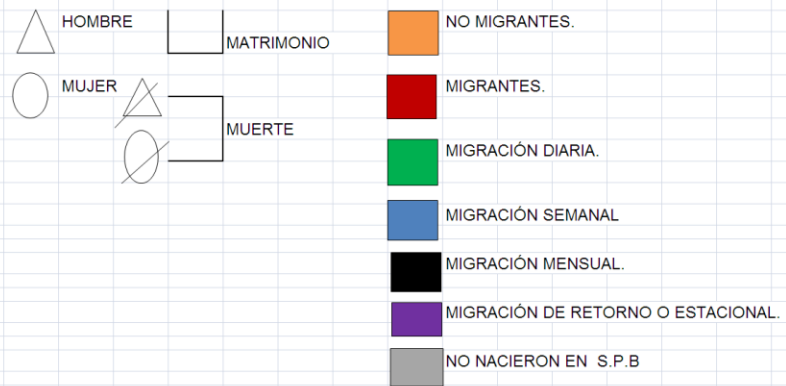 HOMBRE
MATRIMONIO
MUJER
MUERTE
NO MIGRANTES.
MIGRANTES.
MIGRACIÓN DIARIA.
MIGRACIÓN SEMANAL
MIGRACIÓN MENSUAL.
MIGRACIÓN DE RETORNO O ESTACIONAL.
NO NACIERON EN S.P.B